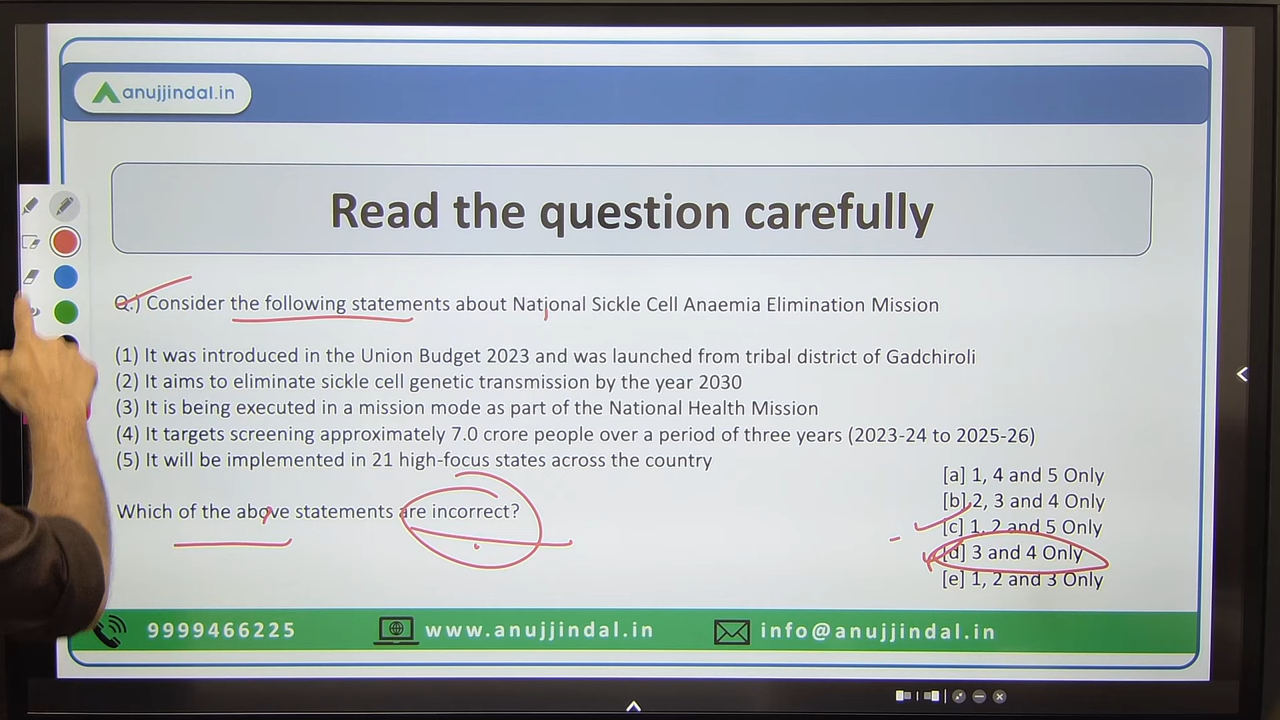 anujjindal.in
Read the question carefully
Q.) Consider the following statements about National Sickle Cell Anaemia Elimination Mission
(1) It was introduced in the Union Budget 2023 and was launched from tribal district of Gadchiroli
(2) It aims to eliminate sickle cell genetic transmission by the year 2030
(3) It is being executed in a mission mode as part of the National Health Mission
(4) It targets screening approximately 7.0 crore people over a period of three years (2023-24 to 2025-26)
(5) It will be implemented in 21 high-focus states across the country
Which of the above statements are incorrect?
[a] 1, 4 and 5 Only
[b] 2, 3 and 4 Only
[c] 1, 2 and 5 Only
[d] 3 and 4 Only
[e] 1, 2 and 3 Only
9999466225 www.anujjindal.in info@anujjindal.in